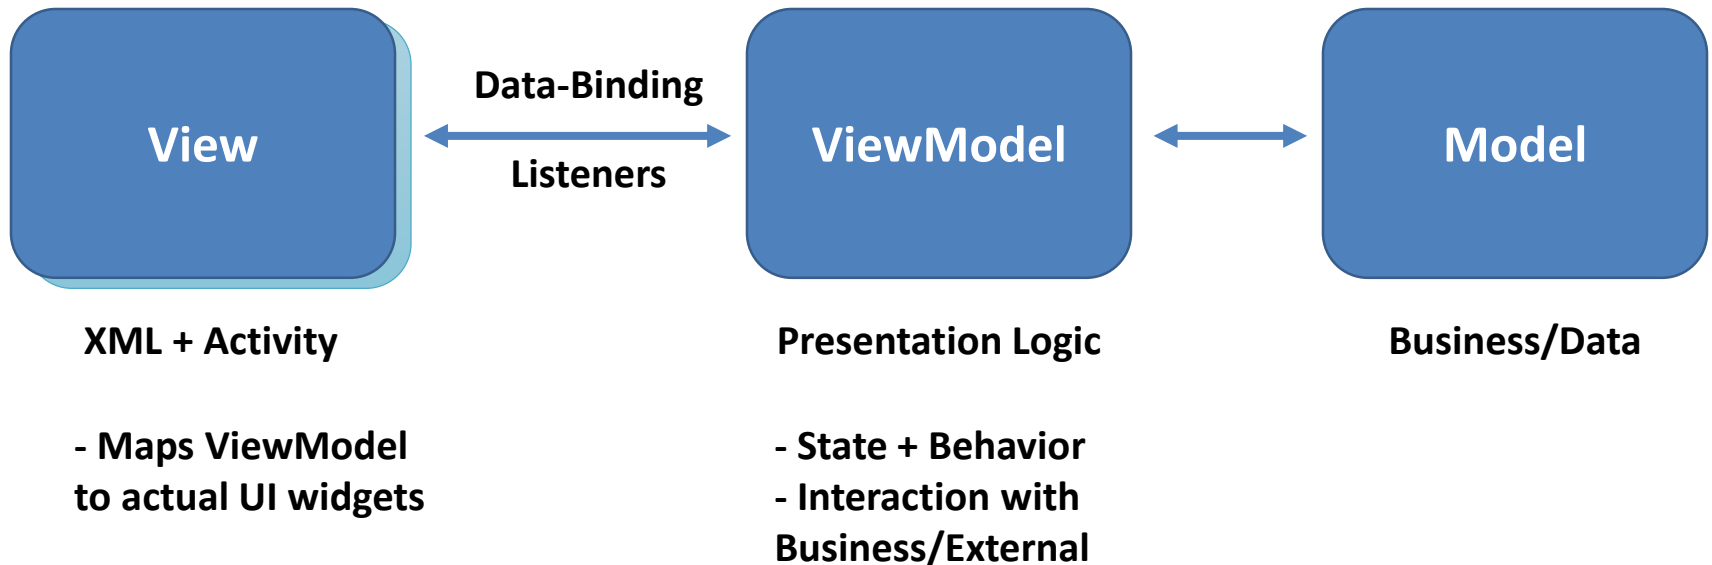 View
Data-Binding
Listeners
ViewModel
Model
XML + Activity
- Maps ViewModel
to actual UI widgets
Presentation Logic
- State + Behavior
- Interaction with
Business/External
Business/Data